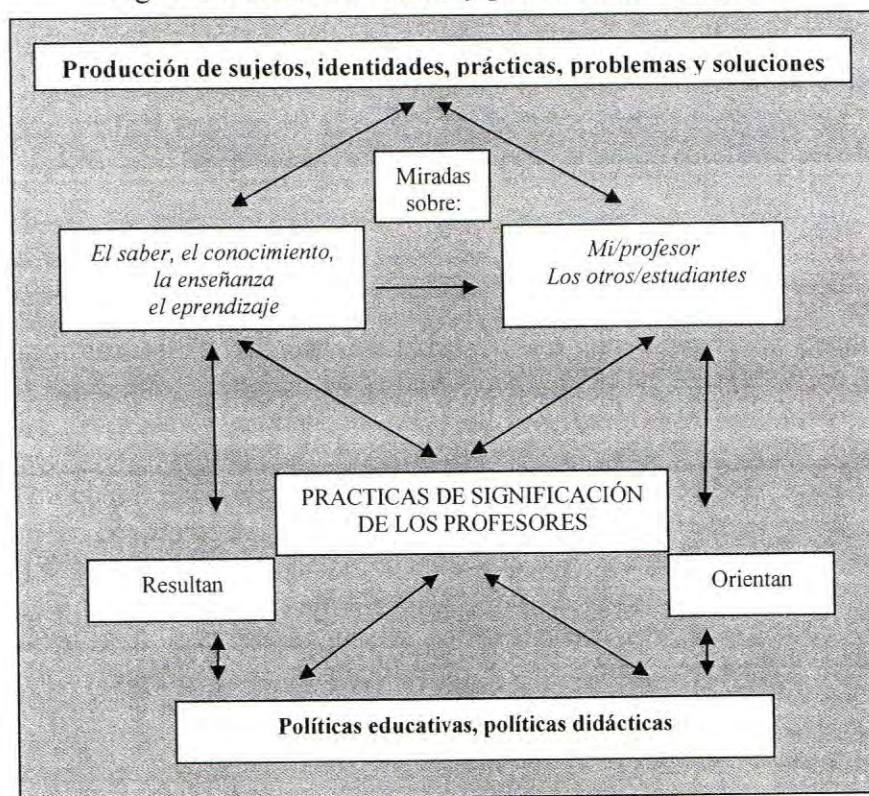 Producción de sujetos, identidades, prácticas, problemas y soluciones
Miradas
sobre:
El saber, el conocimiento,
la enseñanza
el eprendizaje
Mi/profesor
Los otros/estudiantes
PRACTICAS DE SIGNIFICACIÓN
DE LOS PROFESORES
Resultan
Orientan
Políticas educativas, políticas didácticas